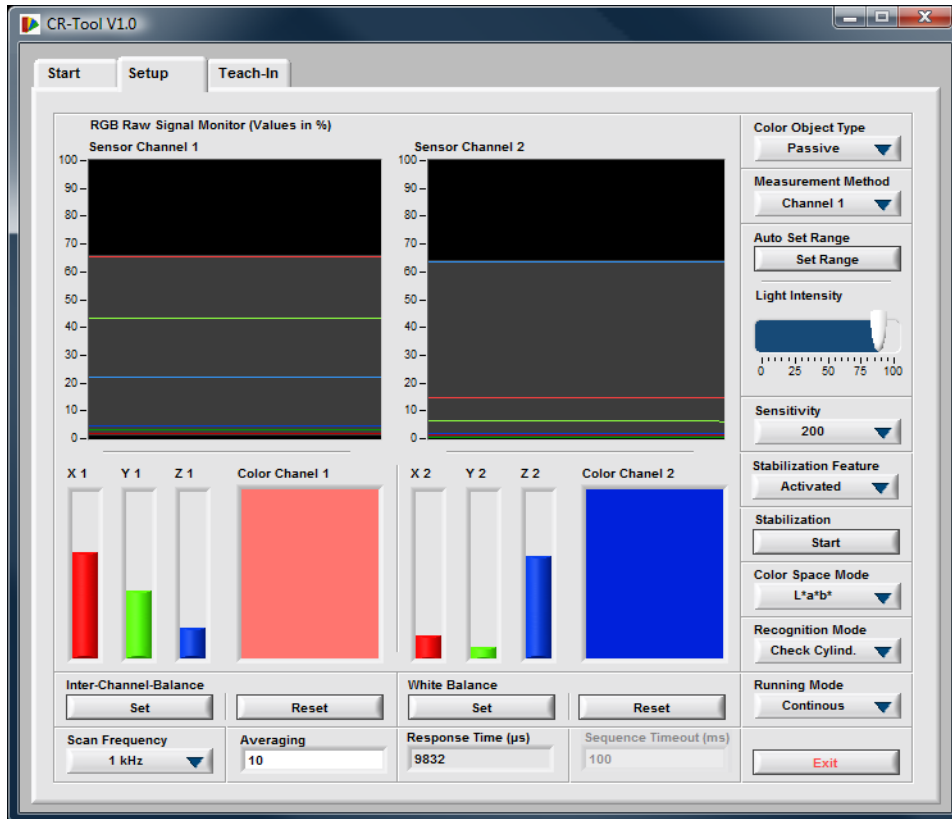 CR-Tool V1.0
Start Setup Teach-In
RGB Raw Signal Monitor (Values in %)
Sensor Channel 1
100
90
80
70
60
50
40
30
20
10
0
Sensor Channel 2
100
90
80
70
60
50
40
30
20
10
0
X 1 Y 1 Z 1 Color Chanel 1
X 2 Y 2 Z 2 Color Chanel 2
Inter-Channel-Balance
Set Reset
White Balance
Set Reset
Scan Frequency
1 kHz
Averaging
10
Response Time (µs)
9832
Sequence Timeout (ms)
100
Color Object Type
Passive
Measurement Method
Channel 1
Auto Set Range
Set Range
Light Intensity
0 25 50 75 100
Sensitivity
200
Stabilization Feature
Activated
Stabilization
Start
Color Space Mode
L*a*b*
Recognition Mode
Check Cylind.
Running Mode
Continous
Exit